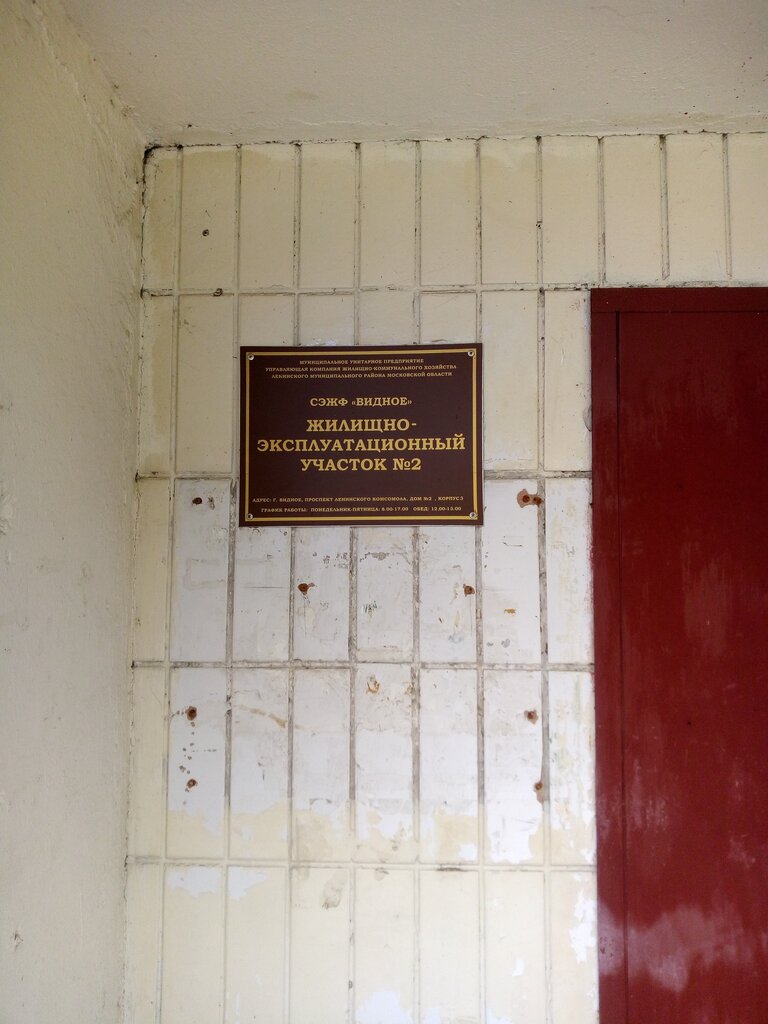 МУНИЦИПАЛЬНОЕ УНИТАРНОЕ ПРЕДПРИЯТИЕ
УПРАВЛЯЮЩАЯ КОМПАНИЯ ЖИЛИЩНО-КОММУНАЛЬНОГО ХОЗЯЙСТВА
ЛЕНИНСКОГО МУНИЦИПАЛЬНОГО РАЙОНА МОСКОВСКОЙ ОБЛАСТИ
СЭЖФ «ВИДНОЕ»
ЖИЛИЩНО-
ЭКСПЛУАТАЦИОННЫЙ
УЧАСТОК №2
АДРЕС: Г. ВИДНОЕ, ПРОСПЕКТ ЛЕНИНСКОГО КОМСОМОЛА, ДОМ №2 , КОРПУС 3
ГРАФИК РАБОТЫ: ПОНЕДЕЛЬНИК-ПЯТНИЦА: 8.00-17.00 ОБЕД: 12.00-13.00